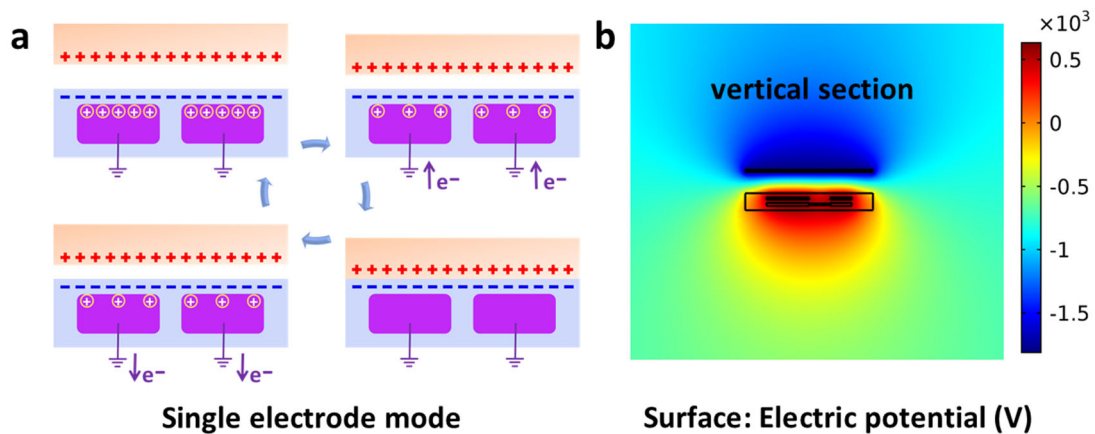 a
+ + + + + + + + + + + + + +
+ + + + + + + + + + + + + +
+ + + + + + + + + +
+ + + + + +
e⁻ e⁻
+ + + + + + + + + + + + + +
+ + + + + + + + + + + + + +
+ + + + + +
e⁻ e⁻
Single electrode mode
b
vertical section
×10³
0.5
0
-0.5
-1
-1.5
Surface: Electric potential (V)